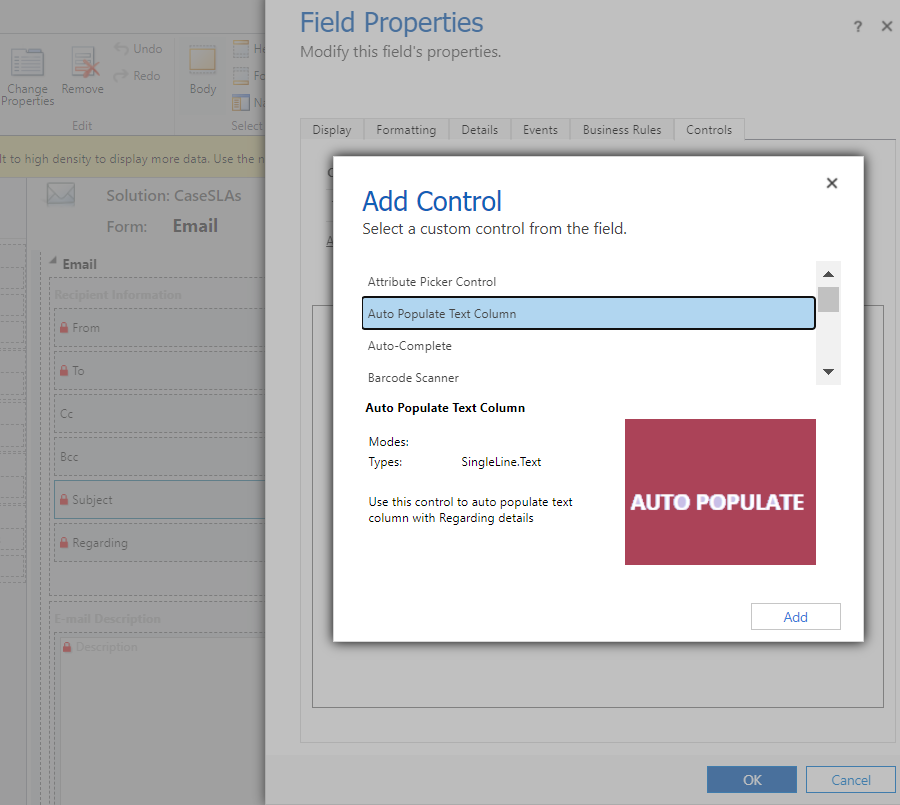 Field Properties
? ×
Modify this field's properties.
Undo
Redo
Change
Properties
Remove
Body
Edit
Select
Display
Formatting
Details
Events
Business Rules
Controls
lt to high density to display more data. Use the n
Solution: CaseSLAs
Form: Email
Email
Recipient Information
From
To
Cc
Bcc
Subject
Regarding
E-mail Description
Description
Add Control
Select a custom control from the field.
Attribute Picker Control
Auto Populate Text Column
Auto-Complete
Barcode Scanner
Auto Populate Text Column
Modes:
Types: SingleLine.Text
Use this control to auto populate text
column with Regarding details
AUTO POPULATE
Add
OK
Cancel